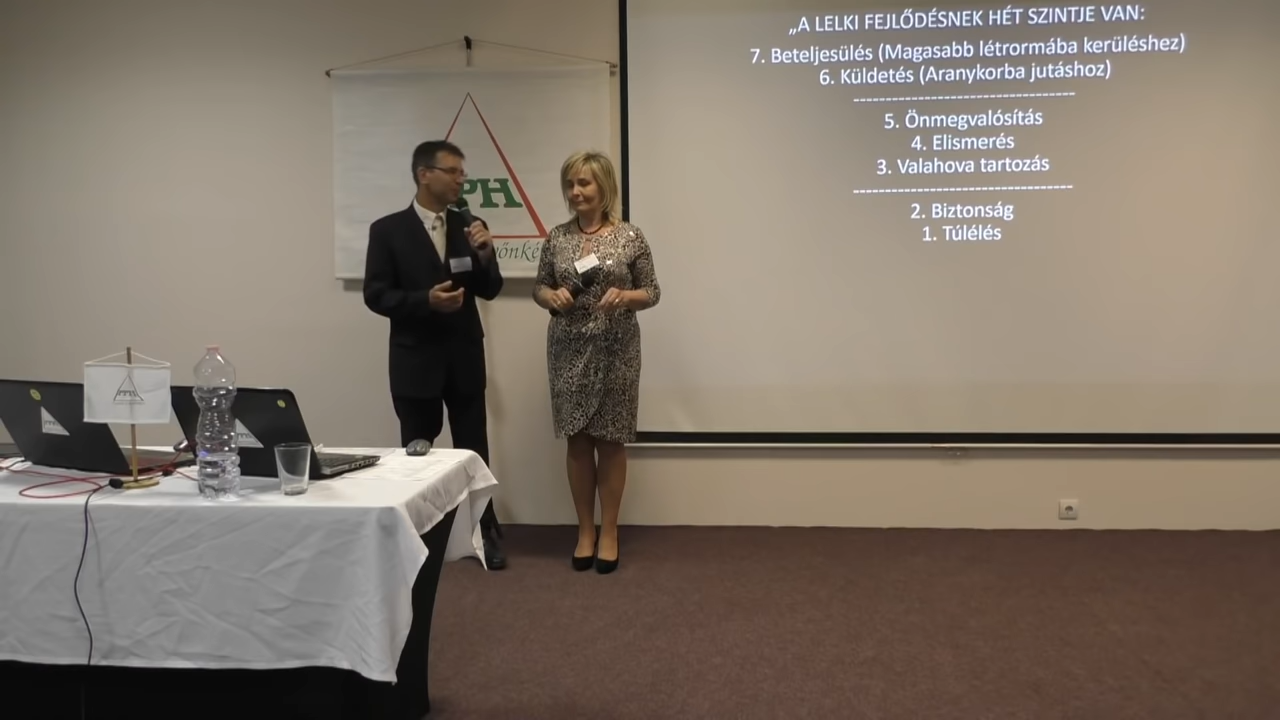 „A LELKI FEJLŐDÉSNEK HÉT SZINTJE VAN:
7. Beteljesülés (Magasabb létrormába kerüléshez)
6. Küldetés (Aranykorba jutáshoz)
----------------------------------
5. Önmegvalósítás
4. Elismerés
3. Valahova tartozás
----------------------------------
2. Biztonság
1. Túlélés
PH